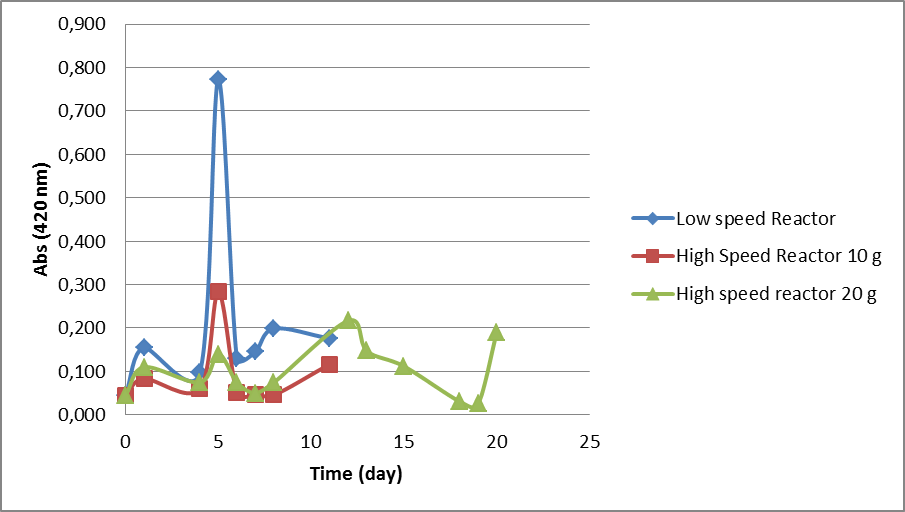 0,900
0,800
0,700
0,600
0,500
0,400
0,300
0,200
0,100
0,000
Abs (420 nm)
0 5 10 15 20 25
Time (day)
Low speed Reactor
High Speed Reactor 10 g
High speed reactor 20 g